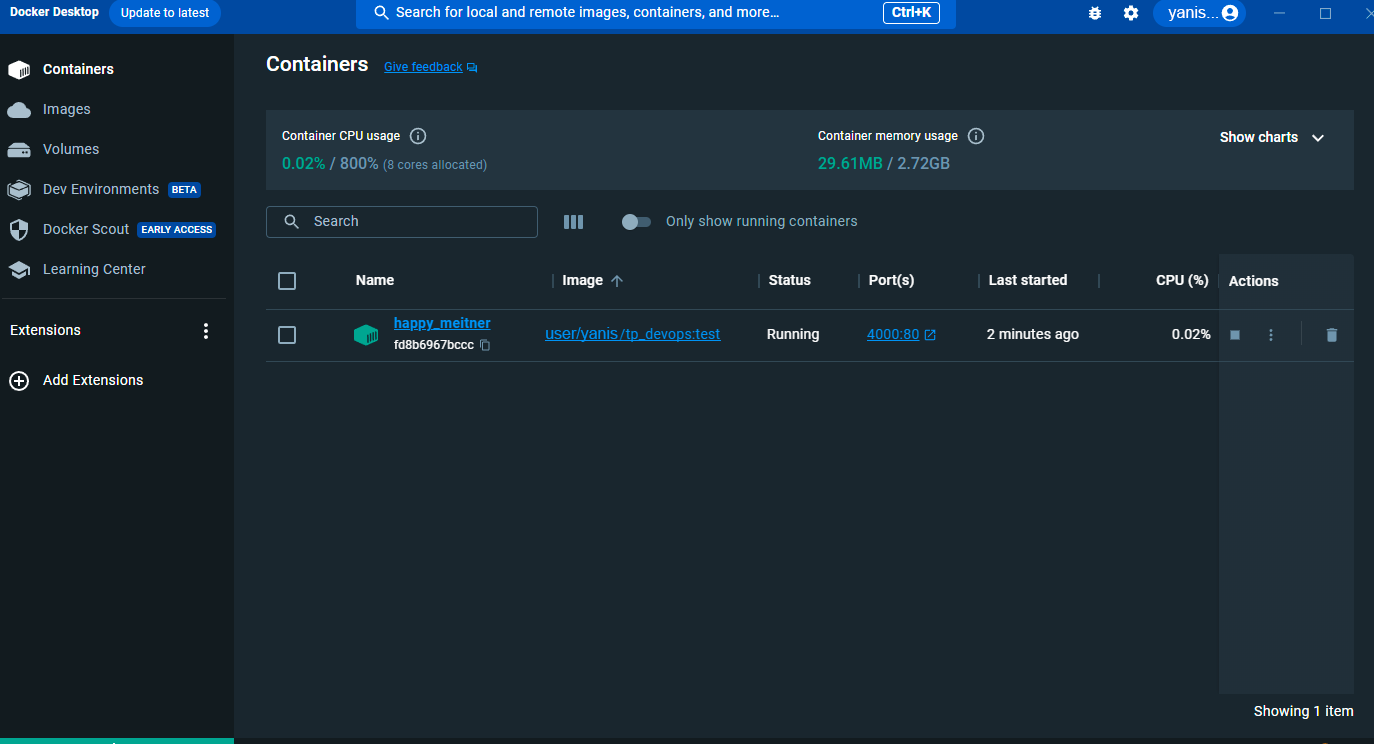 Docker Desktop Update to latest Search for local and remote images, containers, and more... Ctrl+K yanis...
Containers
Images
Volumes
Dev Environments BETA
Docker Scout EARLY ACCESS
Learning Center
Extensions
Add Extensions
Containers Give feedback
Container CPU usage Container memory usage Show charts
0.02% / 800% (8 cores allocated) 29.61MB / 2.72GB
Search Only show running containers
Name Image Status Port(s) Last started CPU (%) Actions
happy_meitner user/yanis/tp_devops:test Running 4000:80 2 minutes ago 0.02%
fd8b6967bccc
Showing 1 item